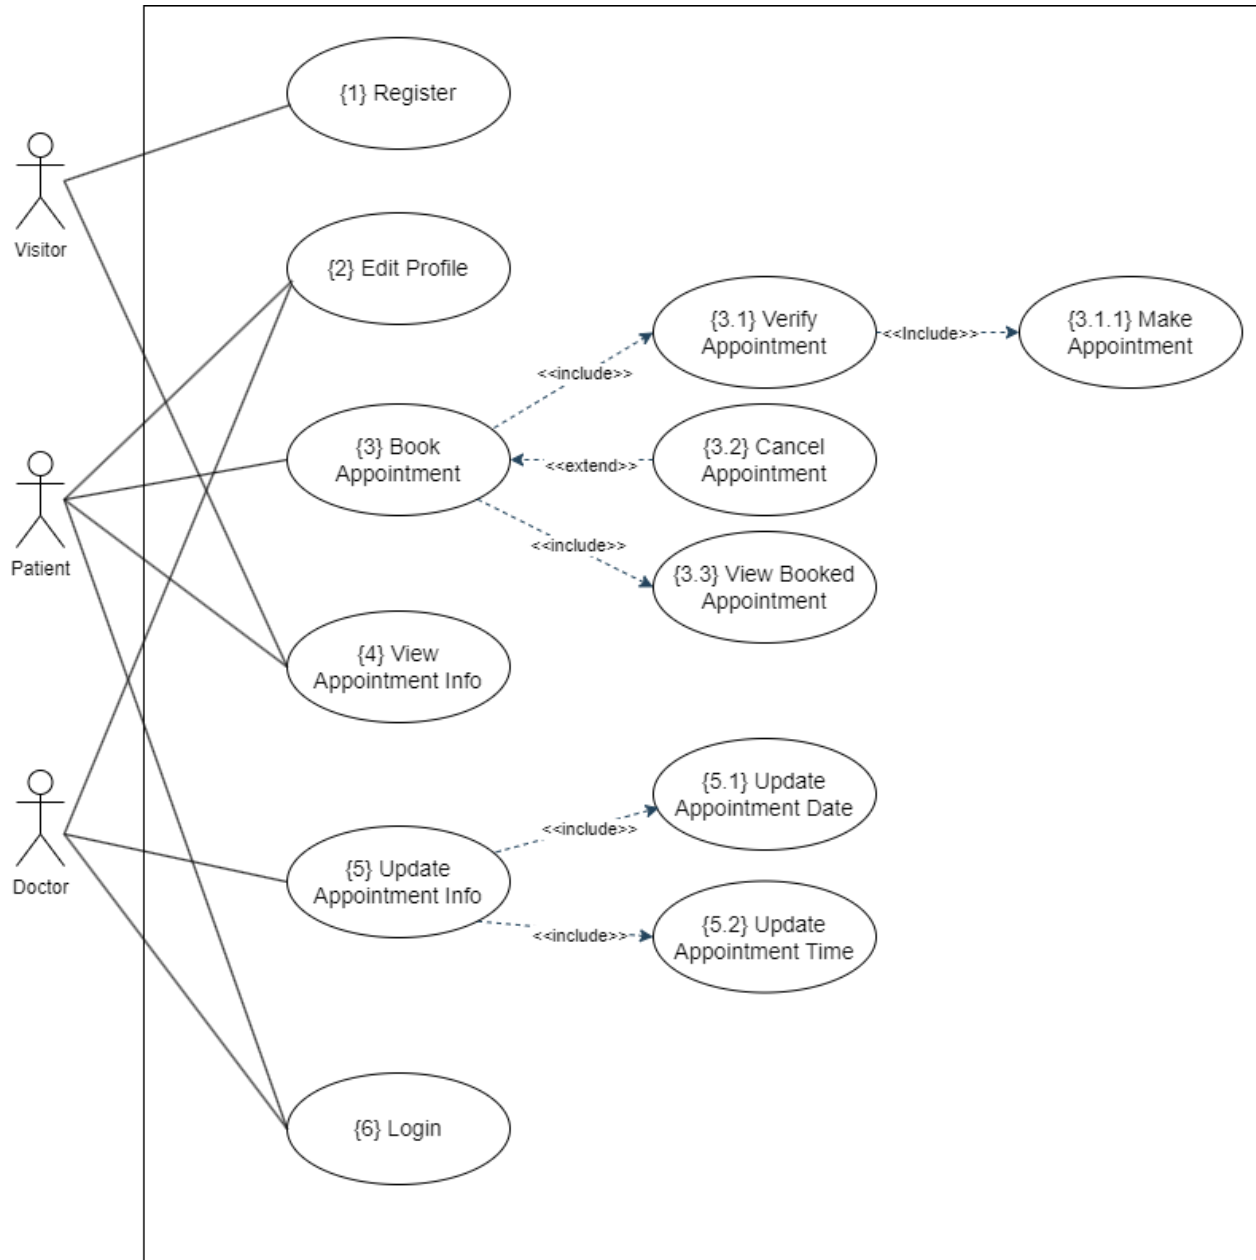 {1} Register
Visitor
{2} Edit Profile
{3.1} Verify
Appointment
<<Include>>
{3.1.1} Make
Appointment
<<include>>
{3} Book
Appointment
<<extend>>
{3.2} Cancel
Appointment
Patient
<<include>>
{3.3} View Booked
Appointment
{4} View
Appointment Info
{5.1} Update
Appointment Date
<<include>>
Doctor
{5} Update
Appointment Info
<<include>>
{5.2} Update
Appointment Time
{6} Login